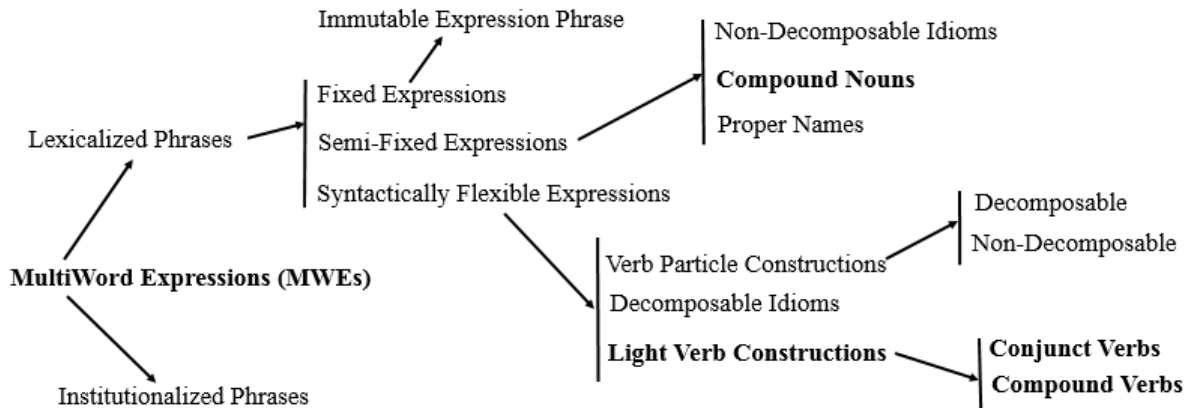 Immutable Expression Phrase
Non-Decomposable Idioms
Compound Nouns
Proper Names
Fixed Expressions
Lexicalized Phrases
Semi-Fixed Expressions
Syntactically Flexible Expressions
Decomposable
Non-Decomposable
MultiWord Expressions (MWEs)
Verb Particle Constructions
Decomposable Idioms
Light Verb Constructions
Conjunct Verbs
Compound Verbs
Institutionalized Phrases